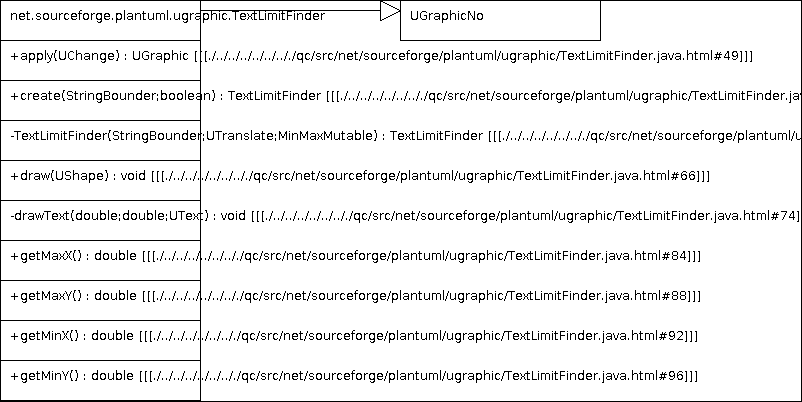 net.sourceforge.plantuml.ugraphic.TextLimitFinder
UGraphicNo
+apply(UChange) : UGraphic [[[./../../../../../../../qc/src/net/sourceforge/plantuml/ugraphic/TextLimitFinder.java.html#49]]]
+create(StringBounder;boolean) : TextLimitFinder [[[./../../../../../../../qc/src/net/sourceforge/plantuml/ugraphic/TextLimitFinder.jav
-TextLimitFinder(StringBounder;UTranslate;MinMaxMutable) : TextLimitFinder [[[./../../../../../../../qc/src/net/sourceforge/plantuml/u
+draw(UShape) : void [[[./../../../../../../../qc/src/net/sourceforge/plantuml/ugraphic/TextLimitFinder.java.html#66]]]
-drawText(double;double;UText) : void [[[./../../../../../../../qc/src/net/sourceforge/plantuml/ugraphic/TextLimitFinder.java.html#74]
+getMaxX() : double [[[./../../../../../../../qc/src/net/sourceforge/plantuml/ugraphic/TextLimitFinder.java.html#84]]]
+getMaxY() : double [[[./../../../../../../../qc/src/net/sourceforge/plantuml/ugraphic/TextLimitFinder.java.html#88]]]
+getMinX() : double [[[./../../../../../../../qc/src/net/sourceforge/plantuml/ugraphic/TextLimitFinder.java.html#92]]]
+getMinY() : double [[[./../../../../../../../qc/src/net/sourceforge/plantuml/ugraphic/TextLimitFinder.java.html#96]]]